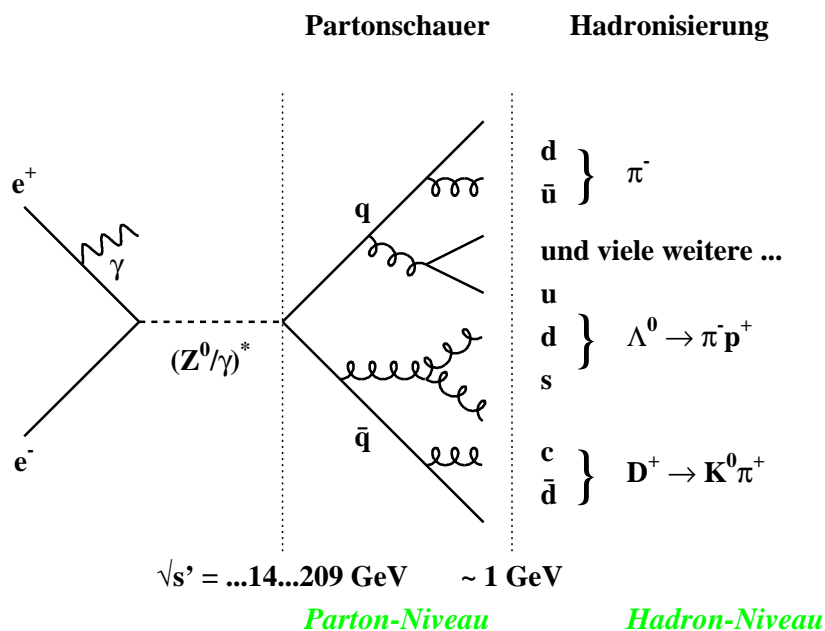 Partonschauer Hadronisierung
d
ū } π⁻
e⁺
q
γ
und viele weitere ...
u
d } Λ⁰ → π⁻p⁺
s
(Z⁰/γ)*
q̄
e⁻
c
d̄ } D⁺ → K⁰π⁺
√s’ = ...14...209 GeV ~ 1 GeV
Parton-Niveau Hadron-Niveau